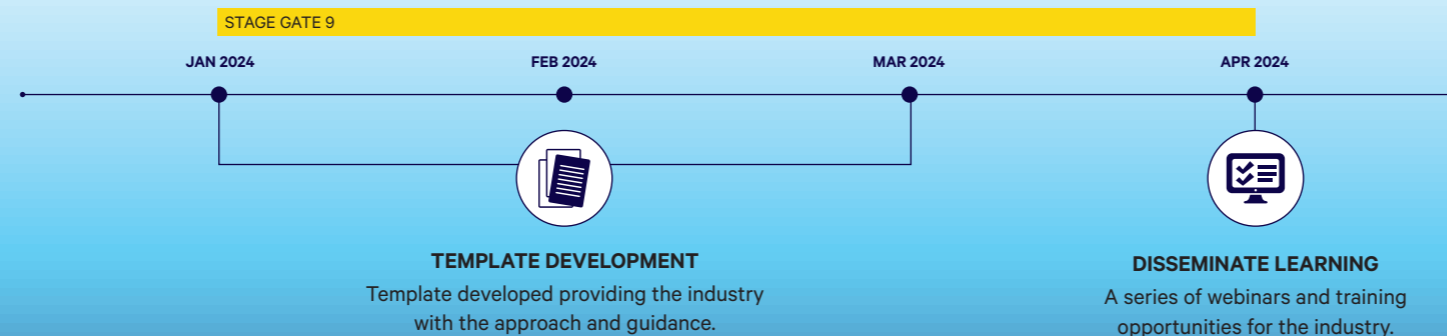 STAGE GATE 9
JAN 2024
FEB 2024
MAR 2024
APR 2024
TEMPLATE DEVELOPMENT
Template developed providing the industry
with the approach and guidance.
DISSEMINATE LEARNING
A series of webinars and training
opportunities for the industry.